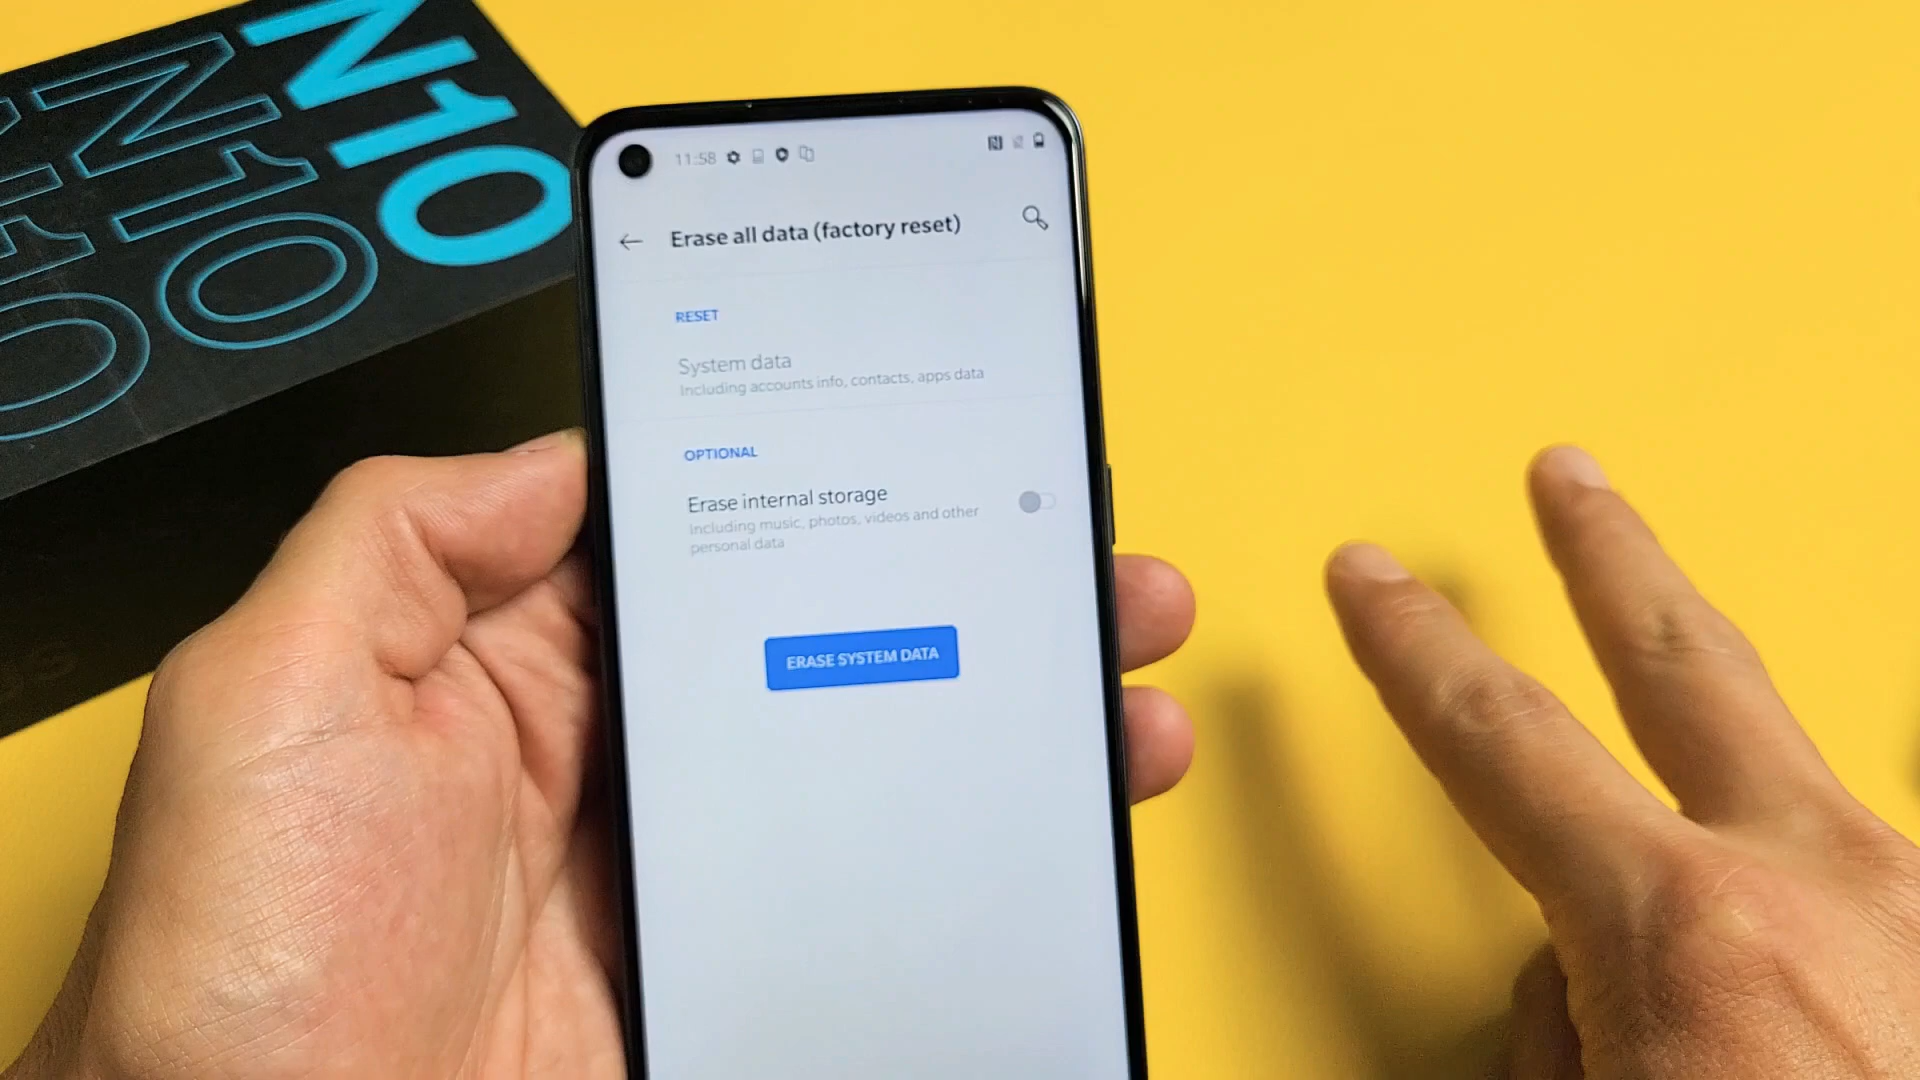 N10
N10
11:58
Erase all data (factory reset)
RESET
System data
Including accounts info, contacts, apps data
OPTIONAL
Erase internal storage
Including music, photos, videos and other
personal data
ERASE SYSTEM DATA